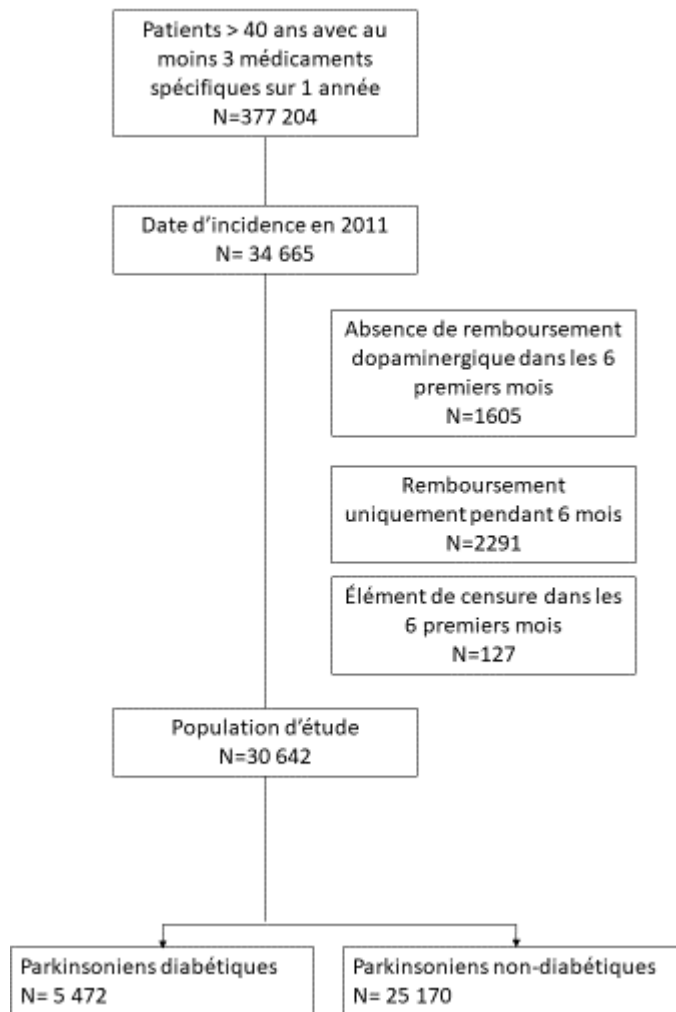 Patients > 40 ans avec au
moins 3 médicaments
spécifiques sur 1 année
N=377 204
Date d'incidence en 2011
N= 34 665
Absence de remboursement
dopaminergique dans les 6
premiers mois
N=1605
Remboursement
uniquement pendant 6 mois
N=2291
Élément de censure dans les
6 premiers mois
N=127
Population d'étude
N=30 642
Parkinsoniens diabétiques
N= 5 472
Parkinsoniens non-diabétiques
N= 25 170